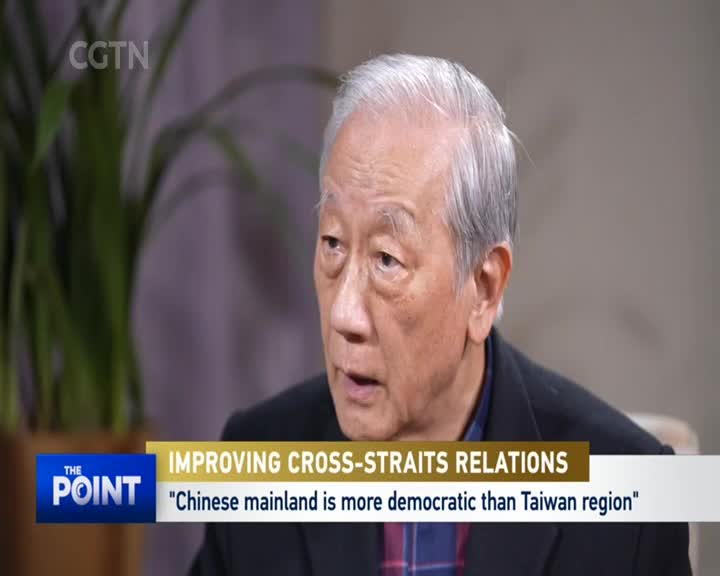 CGTN
IMPROVING CROSS-STRAITS RELATIONS
THE
POINT
"Chinese mainland is more democratic than Taiwan region"